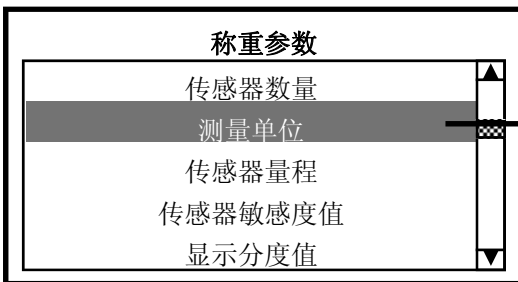 称重参数
传感器数量
测量单位
传感器量程
传感器敏感度值
显示分度值